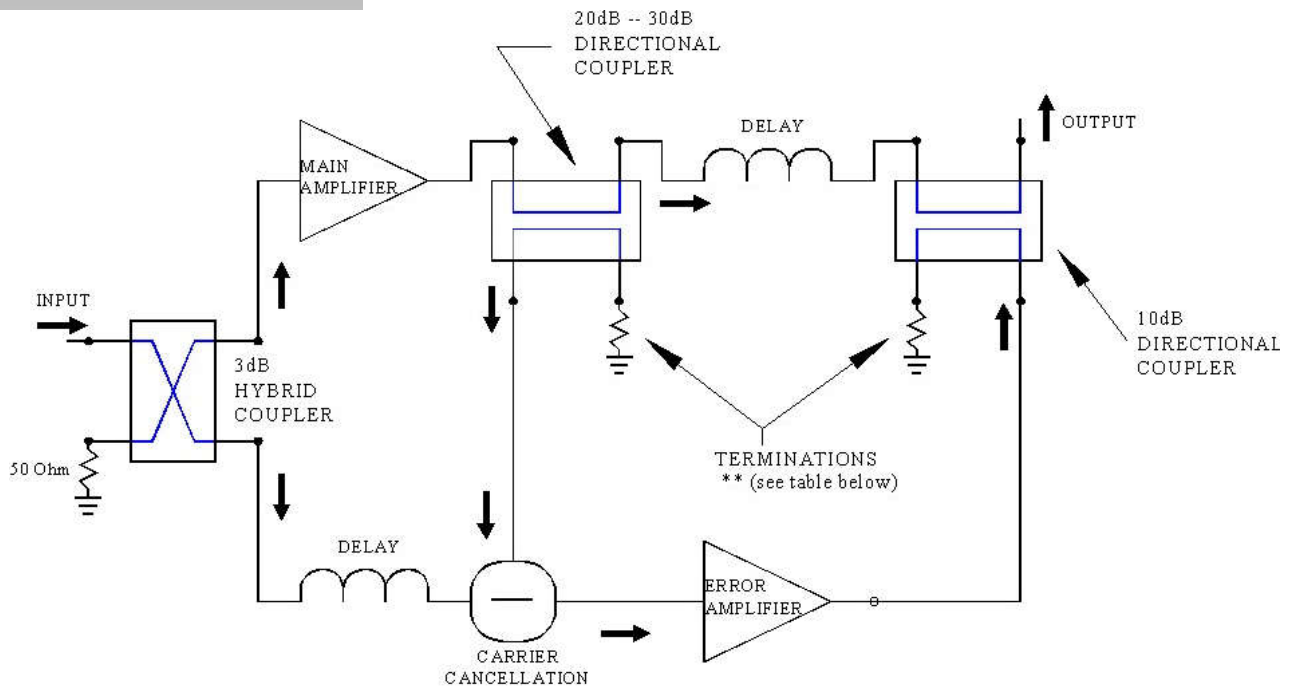 20dB -- 30dB
DIRECTIONAL
COUPLER
MAIN
AMPLIFIER
DELAY
OUTPUT
INPUT
3dB
HYBRID
COUPLER
50 Ohm
10dB
DIRECTIONAL
COUPLER
TERMINATIONS
** (see table below)
DELAY
ERROR
AMPLIFIER
CARRIER
CANCELLATION